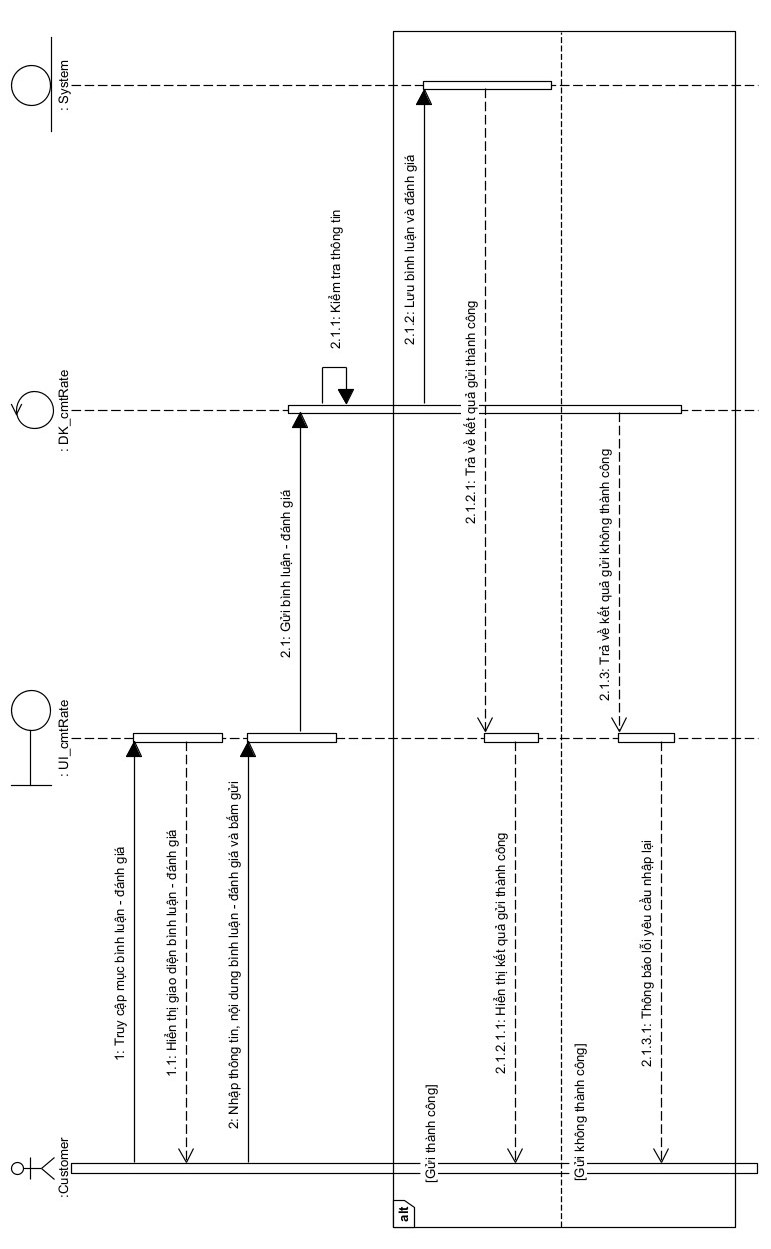 :Customer
: UI_cmtRate
: DK_cmtRate
: System
1: Truy cập mục bình luận - đánh giá
1.1: Hiển thị giao diện bình luận - đánh giá
2: Nhập thông tin, nội dung bình luận - đánh giá và bấm gửi
2.1: Gửi bình luận - đánh giá
2.1.1: Kiểm tra thông tin
alt
[Gửi thành công]
2.1.2: Lưu bình luận và đánh giá
2.1.2.1: Trả về kết quả gửi thành công
2.1.2.1.1: Hiển thị kết quả gửi thành công
[Gửi không thành công]
2.1.3: Trả về kết quả gửi không thành công
2.1.3.1: Thông báo lỗi yêu cầu nhập lại